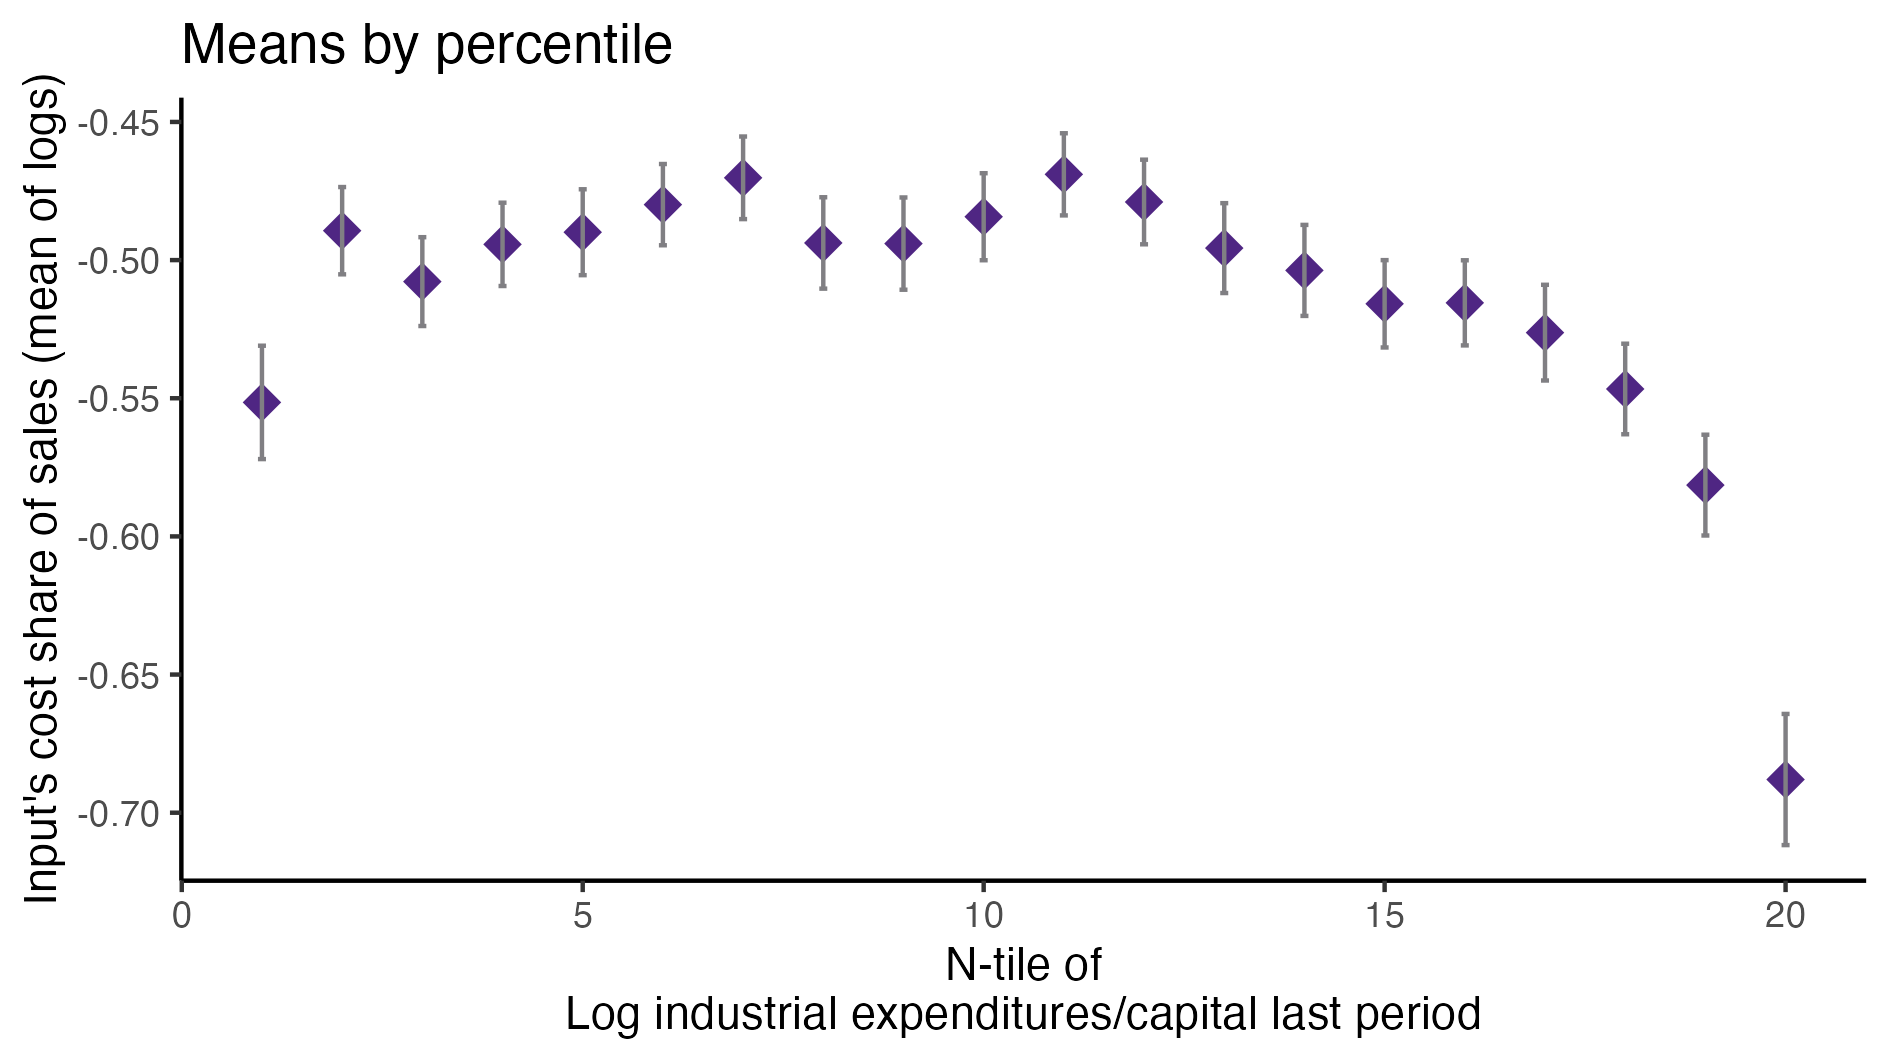 Means by percentile
Input's cost share of sales (mean of logs)
-0.45
-0.50
-0.55
-0.60
-0.65
-0.70
0 5 10 15 20
N-tile of
Log industrial expenditures/capital last period